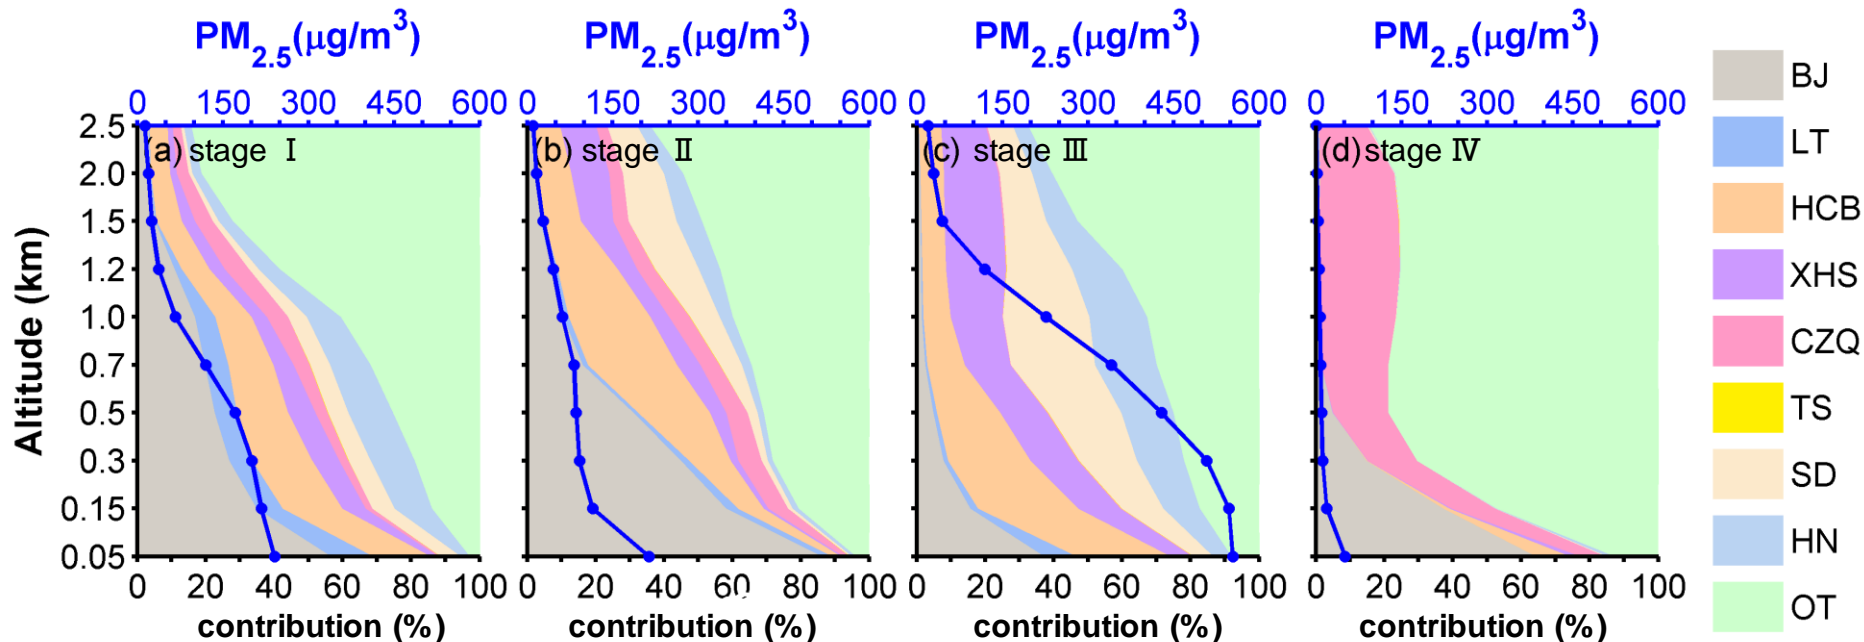 PM2.5(μg/m3) PM2.5(μg/m3) PM2.5(μg/m3) PM2.5(μg/m3)
0 150 300 450 600 0 150 300 450 600 0 150 300 450 600 0 150 300 450 600
(a) stage Ⅰ (b) stage Ⅱ (c) stage Ⅲ (d) stage Ⅳ
Altitude (km)
2.5
2.0
1.5
1.2
1.0
0.7
0.5
0.3
0.15
0.05
0 20 40 60 80 100 0 20 40 60 80 100 0 20 40 60 80 100 0 20 40 60 80 100
contribution (%) contribution (%) contribution (%) contribution (%)
BJ
LT
HCB
XHS
CZQ
TS
SD
HN
OT